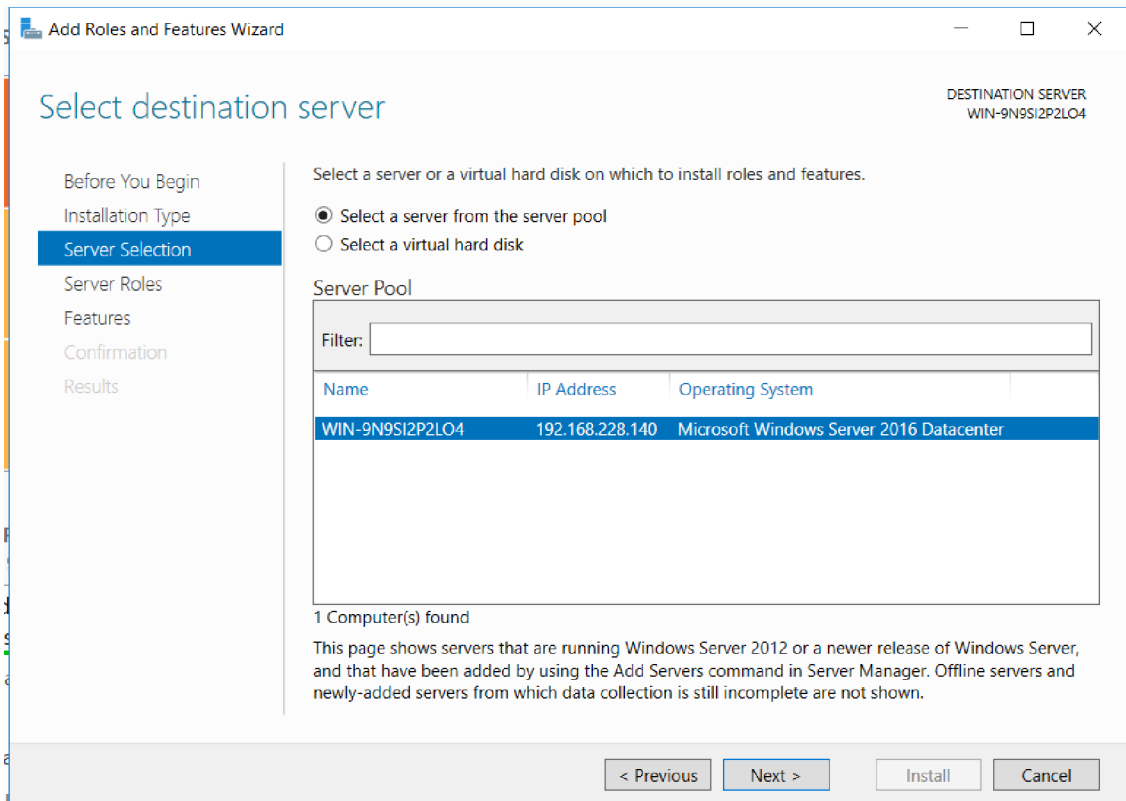 Add Roles and Features Wizard
Select destination server
DESTINATION SERVER
WIN-9N9SI2P2LO4
Before You Begin
Installation Type
Server Selection
Server Roles
Features
Confirmation
Results
Select a server or a virtual hard disk on which to install roles and features.
Select a server from the server pool
Select a virtual hard disk
Server Pool
Filter:
Name IP Address Operating System
WIN-9N9SI2P2LO4 192.168.228.140 Microsoft Windows Server 2016 Datacenter
1 Computer(s) found
This page shows servers that are running Windows Server 2012 or a newer release of Windows Server,
and that have been added by using the Add Servers command in Server Manager. Offline servers and
newly-added servers from which data collection is still incomplete are not shown.
< Previous Next > Install Cancel